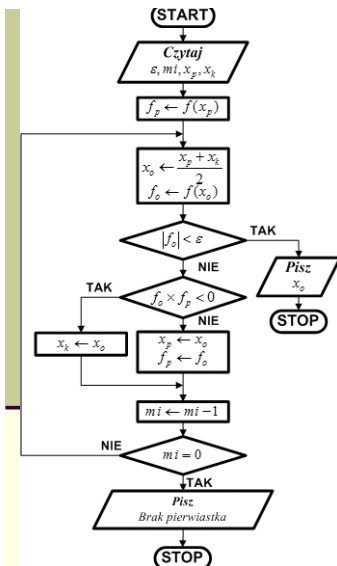 START
Czytaj
ε, mi, x_p, x_k
f_p ← f(x_p)
x_o ← (x_p + x_k)/2
f_o ← f(x_o)
|f_o| < ε
TAK
NIE
Pisz
x_o
STOP
f_o × f_p < 0
TAK
NIE
x_k ← x_o
x_p ← x_o
f_p ← f_o
mi ← mi −1
NIE
mi = 0
TAK
Pisz
Brak pierwiastka
STOP